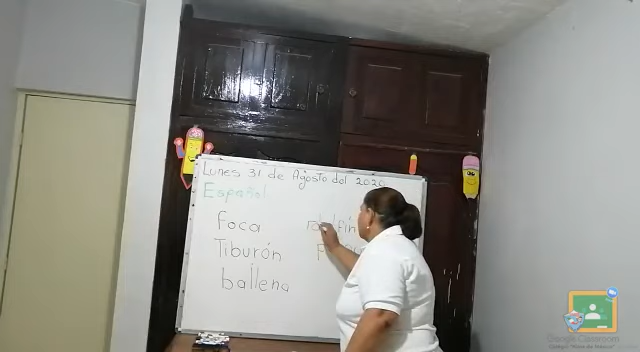 Lunes 31 de Agosto del 2020
Español
foca
Tiburón
ballena
Google Classroom